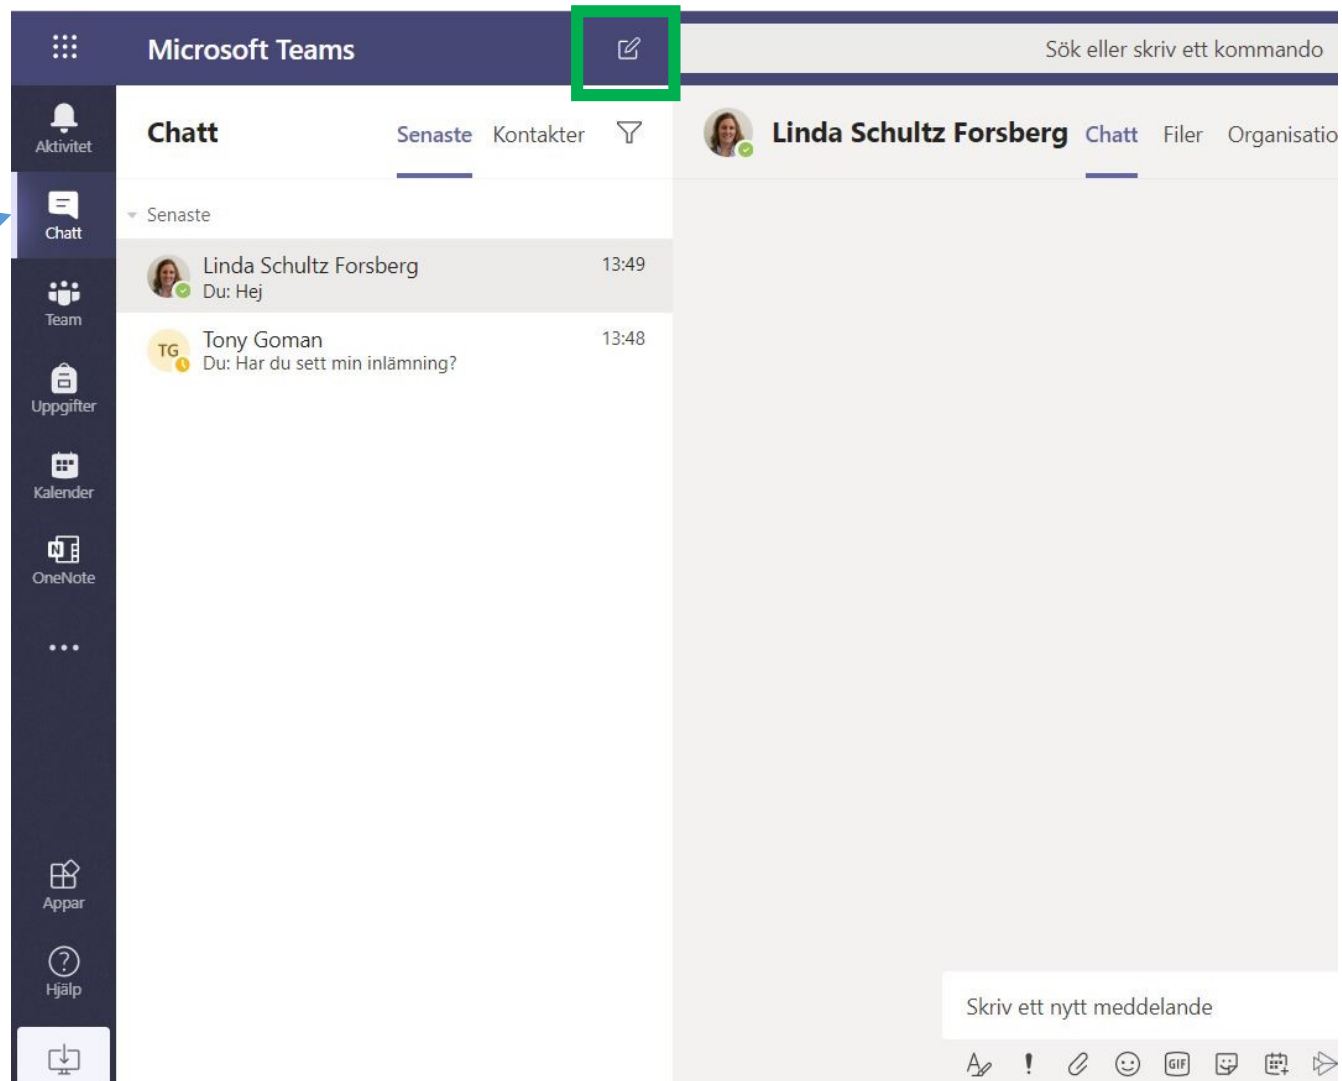 Microsoft Teams
Sök eller skriv ett kommando
Aktivitet
Chatt
Team
Uppgifter
Kalender
OneNote
Appar
Hjälp
Chatt Senaste Kontakter
Senaste
Linda Schultz Forsberg 13:49
Du: Hej
TG Tony Goman 13:48
Du: Har du sett min inlämning?
Linda Schultz Forsberg Chatt Filer Organisatio
Skriv ett nytt meddelande
GIF